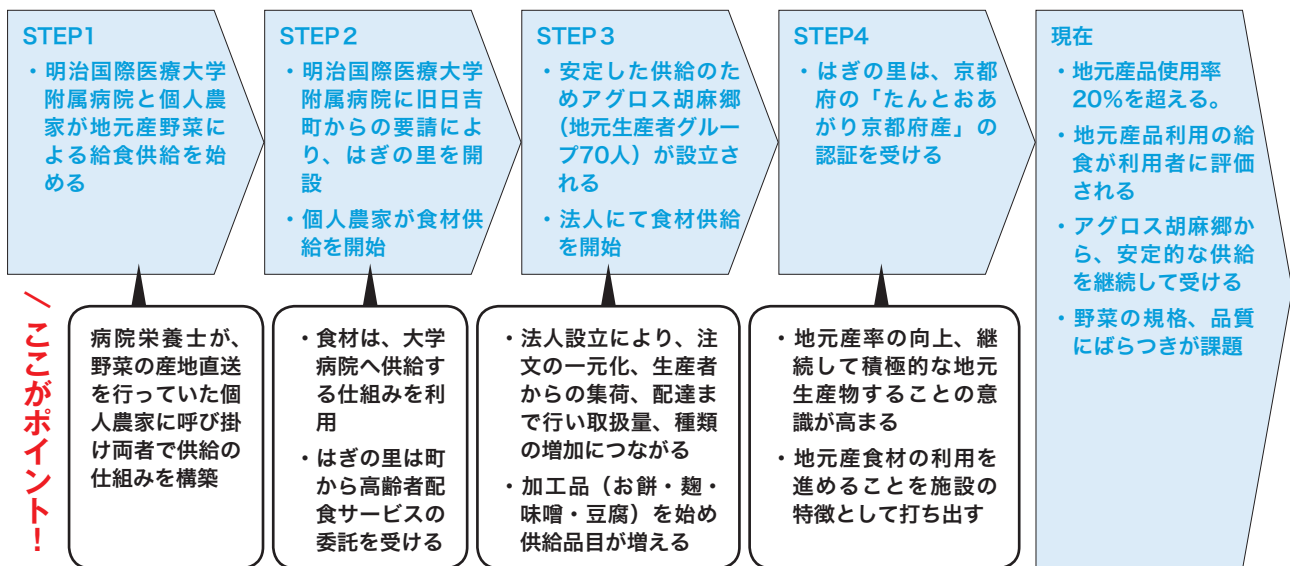 STEP1
・明治国際医療大学
附属病院と個人農
家が地元産野菜に
よる給食供給を始
める
STEP2
・明治国際医療大学
附属病院に旧日吉
町からの要請によ
り、はぎの里を開
設
・個人農家が食材供
給を開始
STEP3
・安定した供給のた
めアグロス胡麻郷
（地元生産者グルー
プ70人）が設立さ
れる
・法人にて食材供給
を開始
STEP4
・はぎの里は、京都
府の「たんとおあ
がり京都府産」の
認証を受ける
現在
・地元産品使用率
20%を超える。
・地元産品利用の給
食が利用者に評価
される
・アグロス胡麻郷か
ら、安定的な供給
を継続して受ける
・野菜の規格、品質
にばらつきが課題
ここがポイント！
病院栄養士が、
野菜の産地直送
を行っていた個
人農家に呼び掛
け両者で供給の
仕組みを構築
・食材は、大学
病院へ供給す
る仕組みを利
用
・はぎの里は町
から高齢者配
食サービスの
委託を受ける
・法人設立により、注
文の一元化、生産者
からの集荷、配達ま
で行い取扱量、種類
の増加につながる
・加工品（お餅・麹・
味噌・豆腐）を始め
供給品目が増える
・地元産率の向上、継
続して積極的な地元
生産物することの意
識が高まる
・地元産食材の利用を
進めることを施設の
特徴として打ち出す